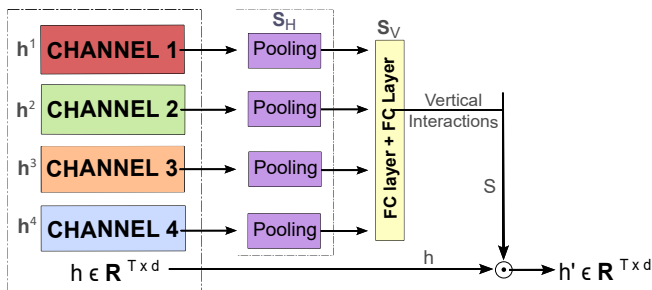 S_H
S_V
h¹ CHANNEL 1 Pooling
h² CHANNEL 2 Pooling
h³ CHANNEL 3 Pooling
h⁴ CHANNEL 4 Pooling
FC layer + FC Layer
Vertical
Interactions
S
h ϵ R^{T x d}
h
h' ϵ R^{T x d}